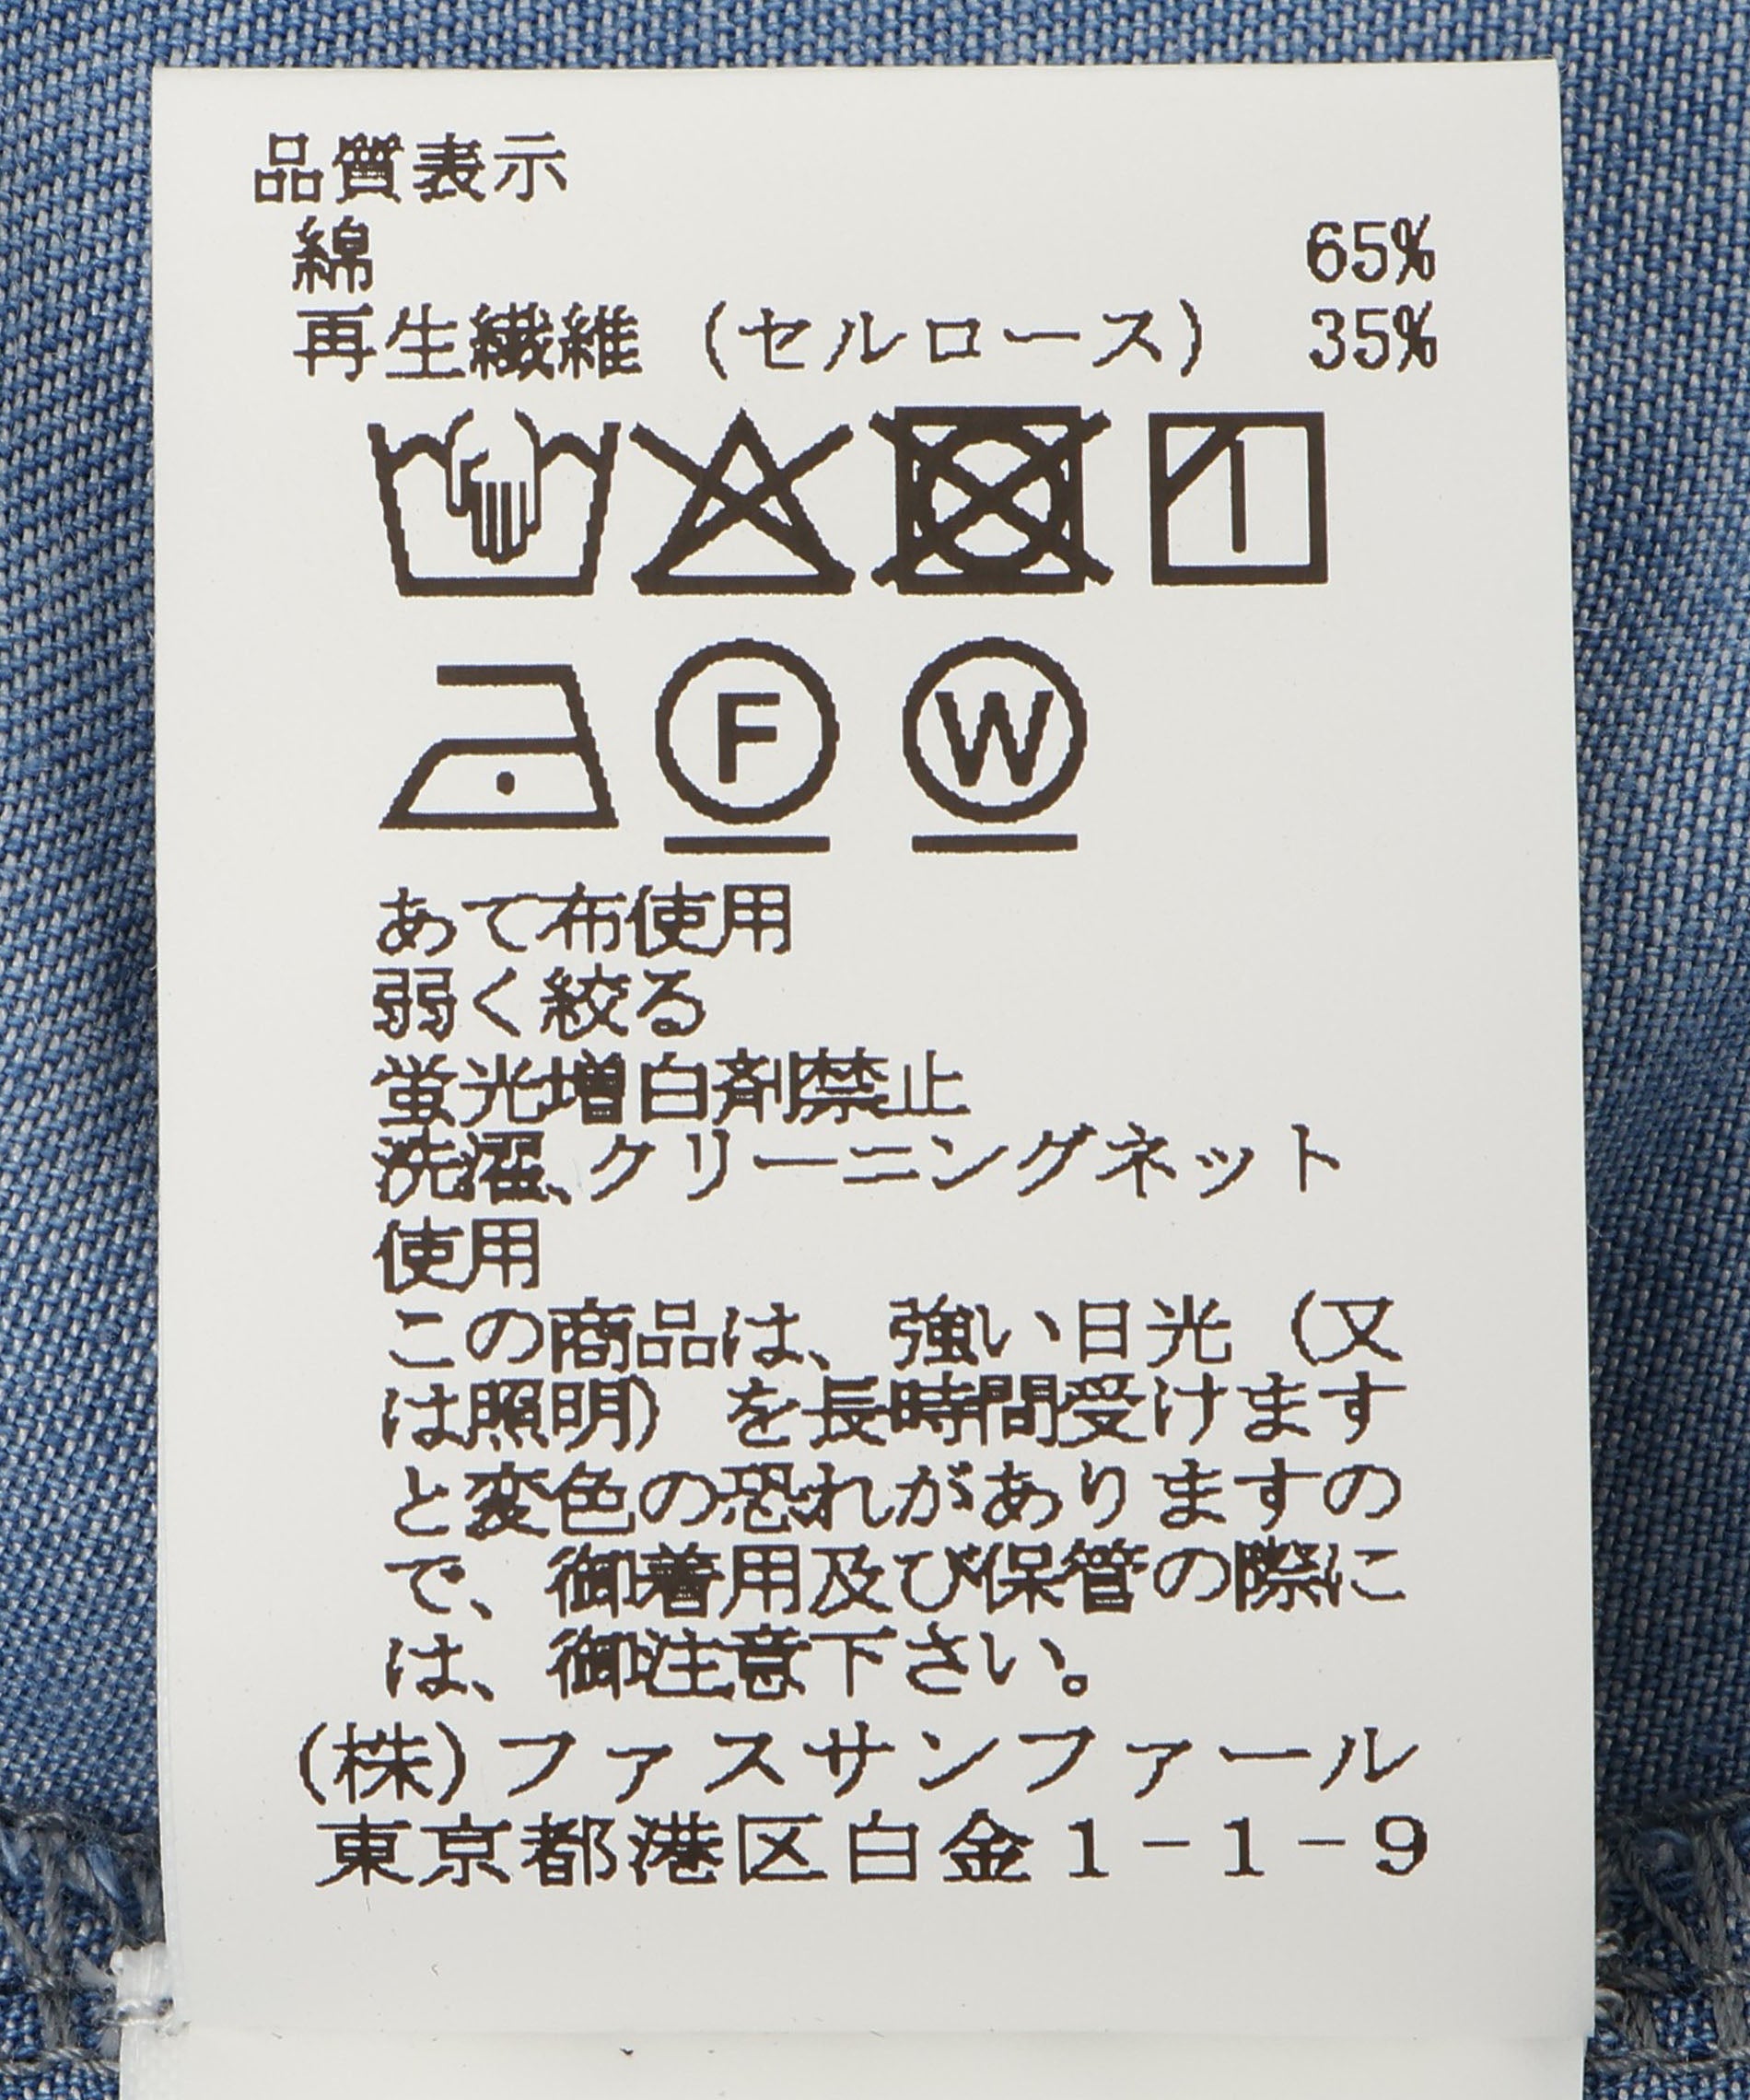 品質表示
綿 65%
再生繊維（セルロース） 35%
F W
あて布使用
弱く絞る
蛍光増白剤禁止
洗濯、クリーニングネット
使用
この商品は、強い日光（又
は照明）を長時間受けます
と変色の恐れがありますの
で、御着用及び保管の際に
は、御注意下さい。
(株)ファスサンファール
東京都港区白金1-1-9